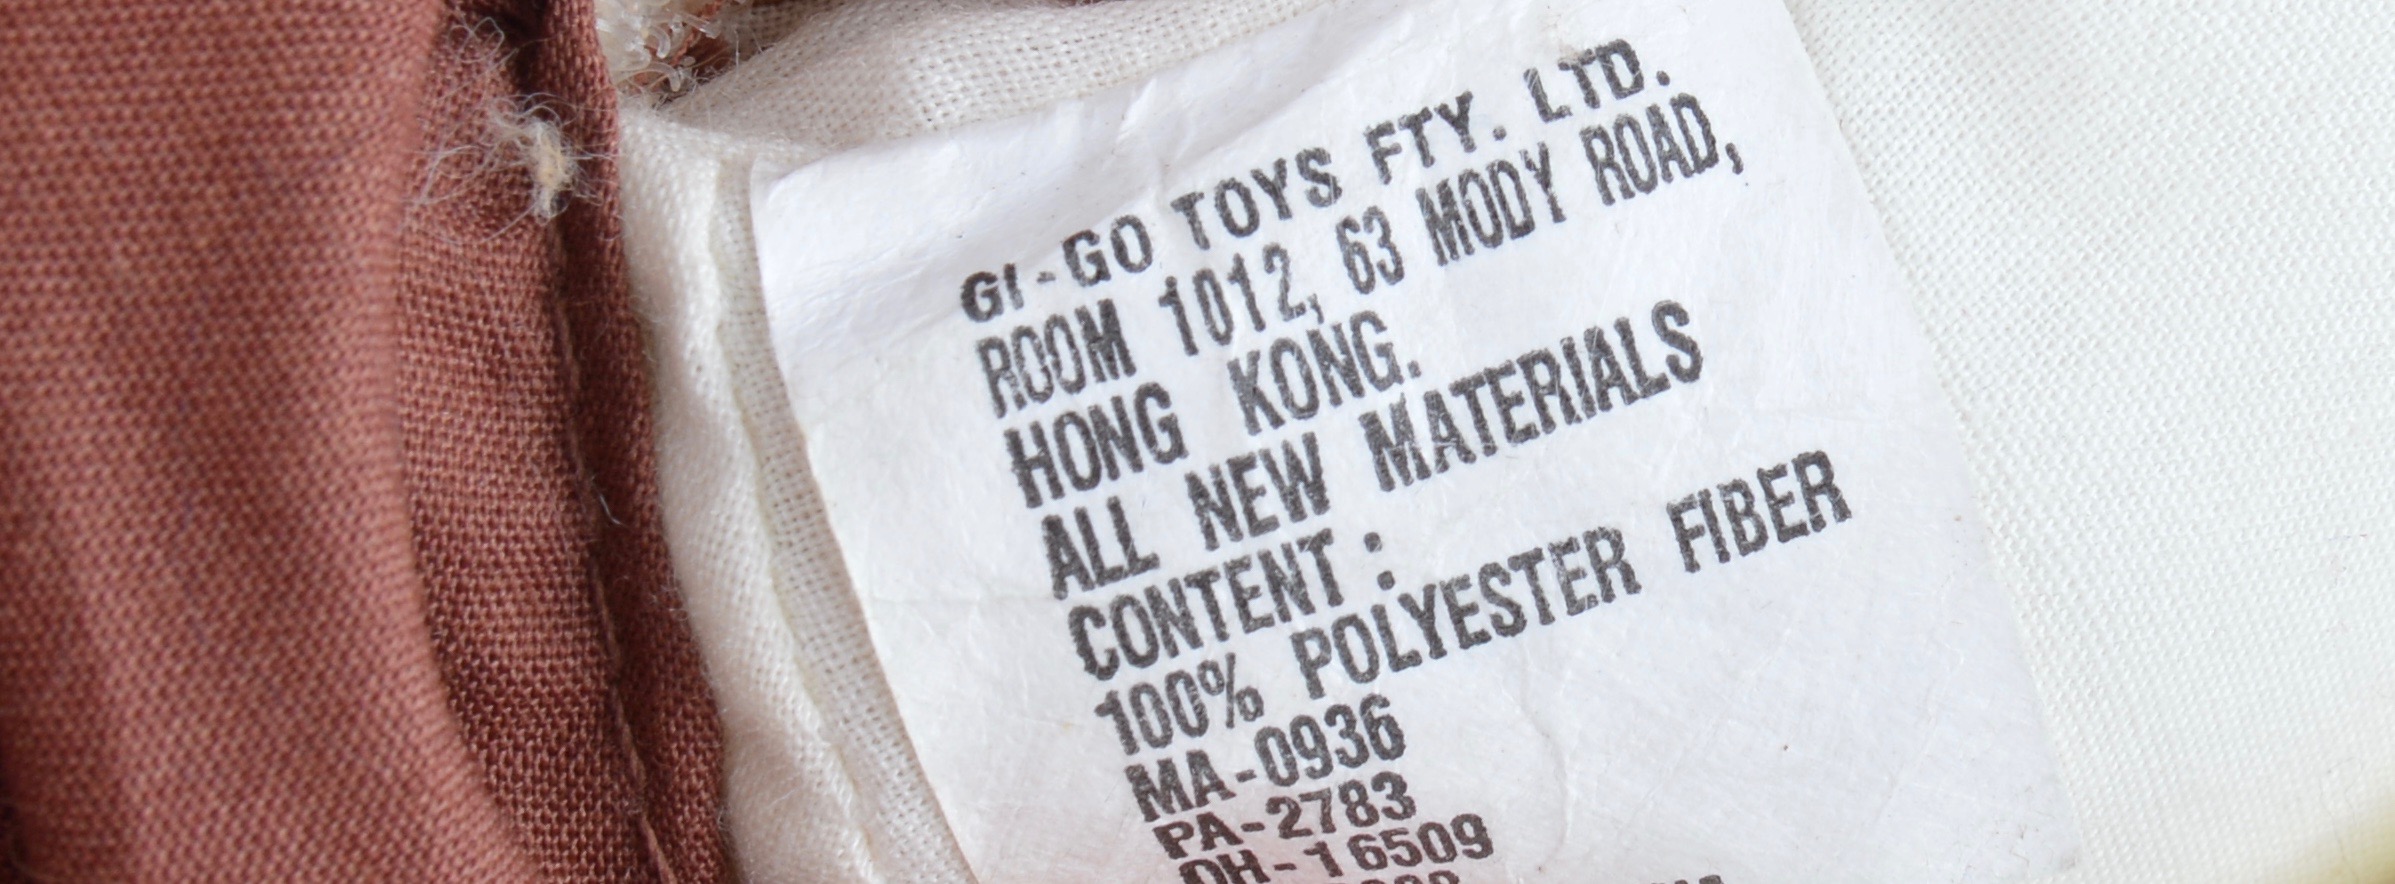 GI-GO TOYS FTY. LTD.
ROOM 1012, 63 MODY ROAD,
HONG KONG.
ALL NEW MATERIALS
CONTENT :
100% POLYESTER FIBER
MA-0936
PA-2783
OH-16509